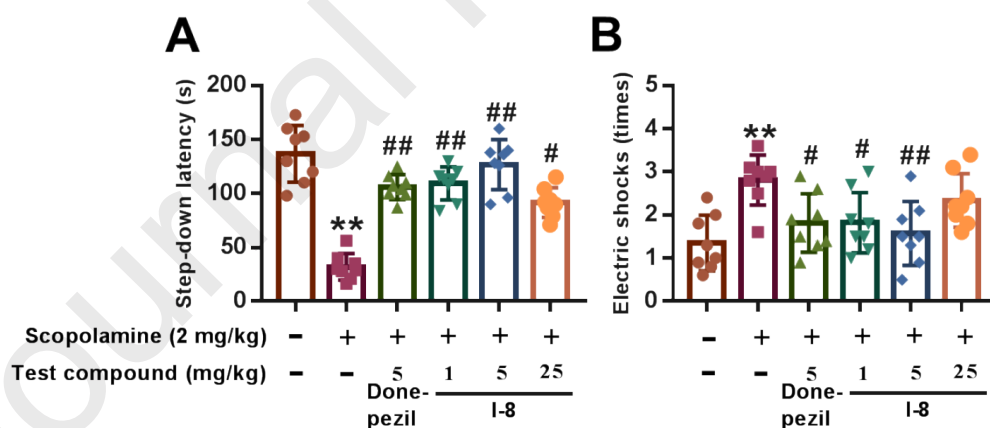 A
B
Step-down latency (s)
200
150
100
50
0
** ## ## ## #
Electric shocks (times)
5
4
3
2
1
0
** # # ##
Scopolamine (2 mg/kg) – + + + + + – + + + + +
Test compound (mg/kg) – – 5 1 5 25 – – 5 1 5 25
Done-
pezil
I-8
Done-
pezil
I-8
ournal